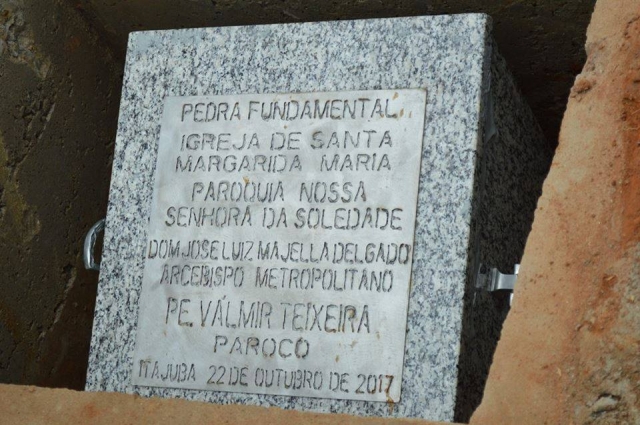 PEDRA FUNDAMENTAL
IGREJA DE SANTA
MARGARIDA MARIA
PAROQUIA NOSSA
SENHORA DA SOLEDADE
DOM JOSE LUIZ MAJELLA DELGADO
ARCEBISPO METROPOLITANO
PE. VÁLMIR TEIXEIRA
PAROCO
ITAJUBA 22 DE OUTUBRO DE 2017